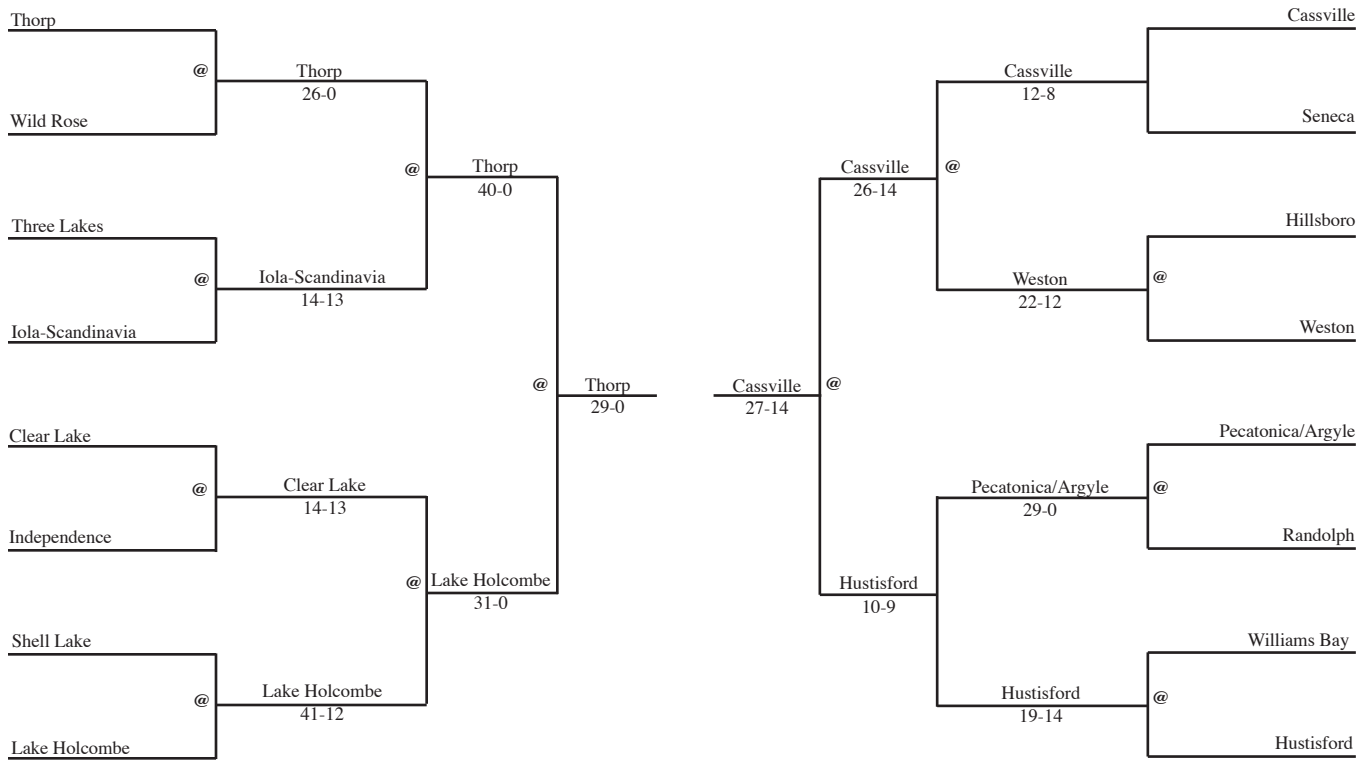 Thorp
@
Thorp
26-0
Wild Rose
@
Thorp
40-0
Three Lakes
@
Iola-Scandinavia
14-13
Iola-Scandinavia
@
Thorp
29-0
Clear Lake
@
Clear Lake
14-13
Independence
@
Lake Holcombe
31-0
Shell Lake
@
Lake Holcombe
41-12
Lake Holcombe
Cassville
Cassville
12-8
Seneca
Cassville
26-14
@
Hillsboro
Weston
22-12
@
Weston
Cassville
27-14
@
Pecatonica/Argyle
Pecatonica/Argyle
29-0
@
Randolph
Hustisford
10-9
Williams Bay
Hustisford
19-14
@
Hustisford